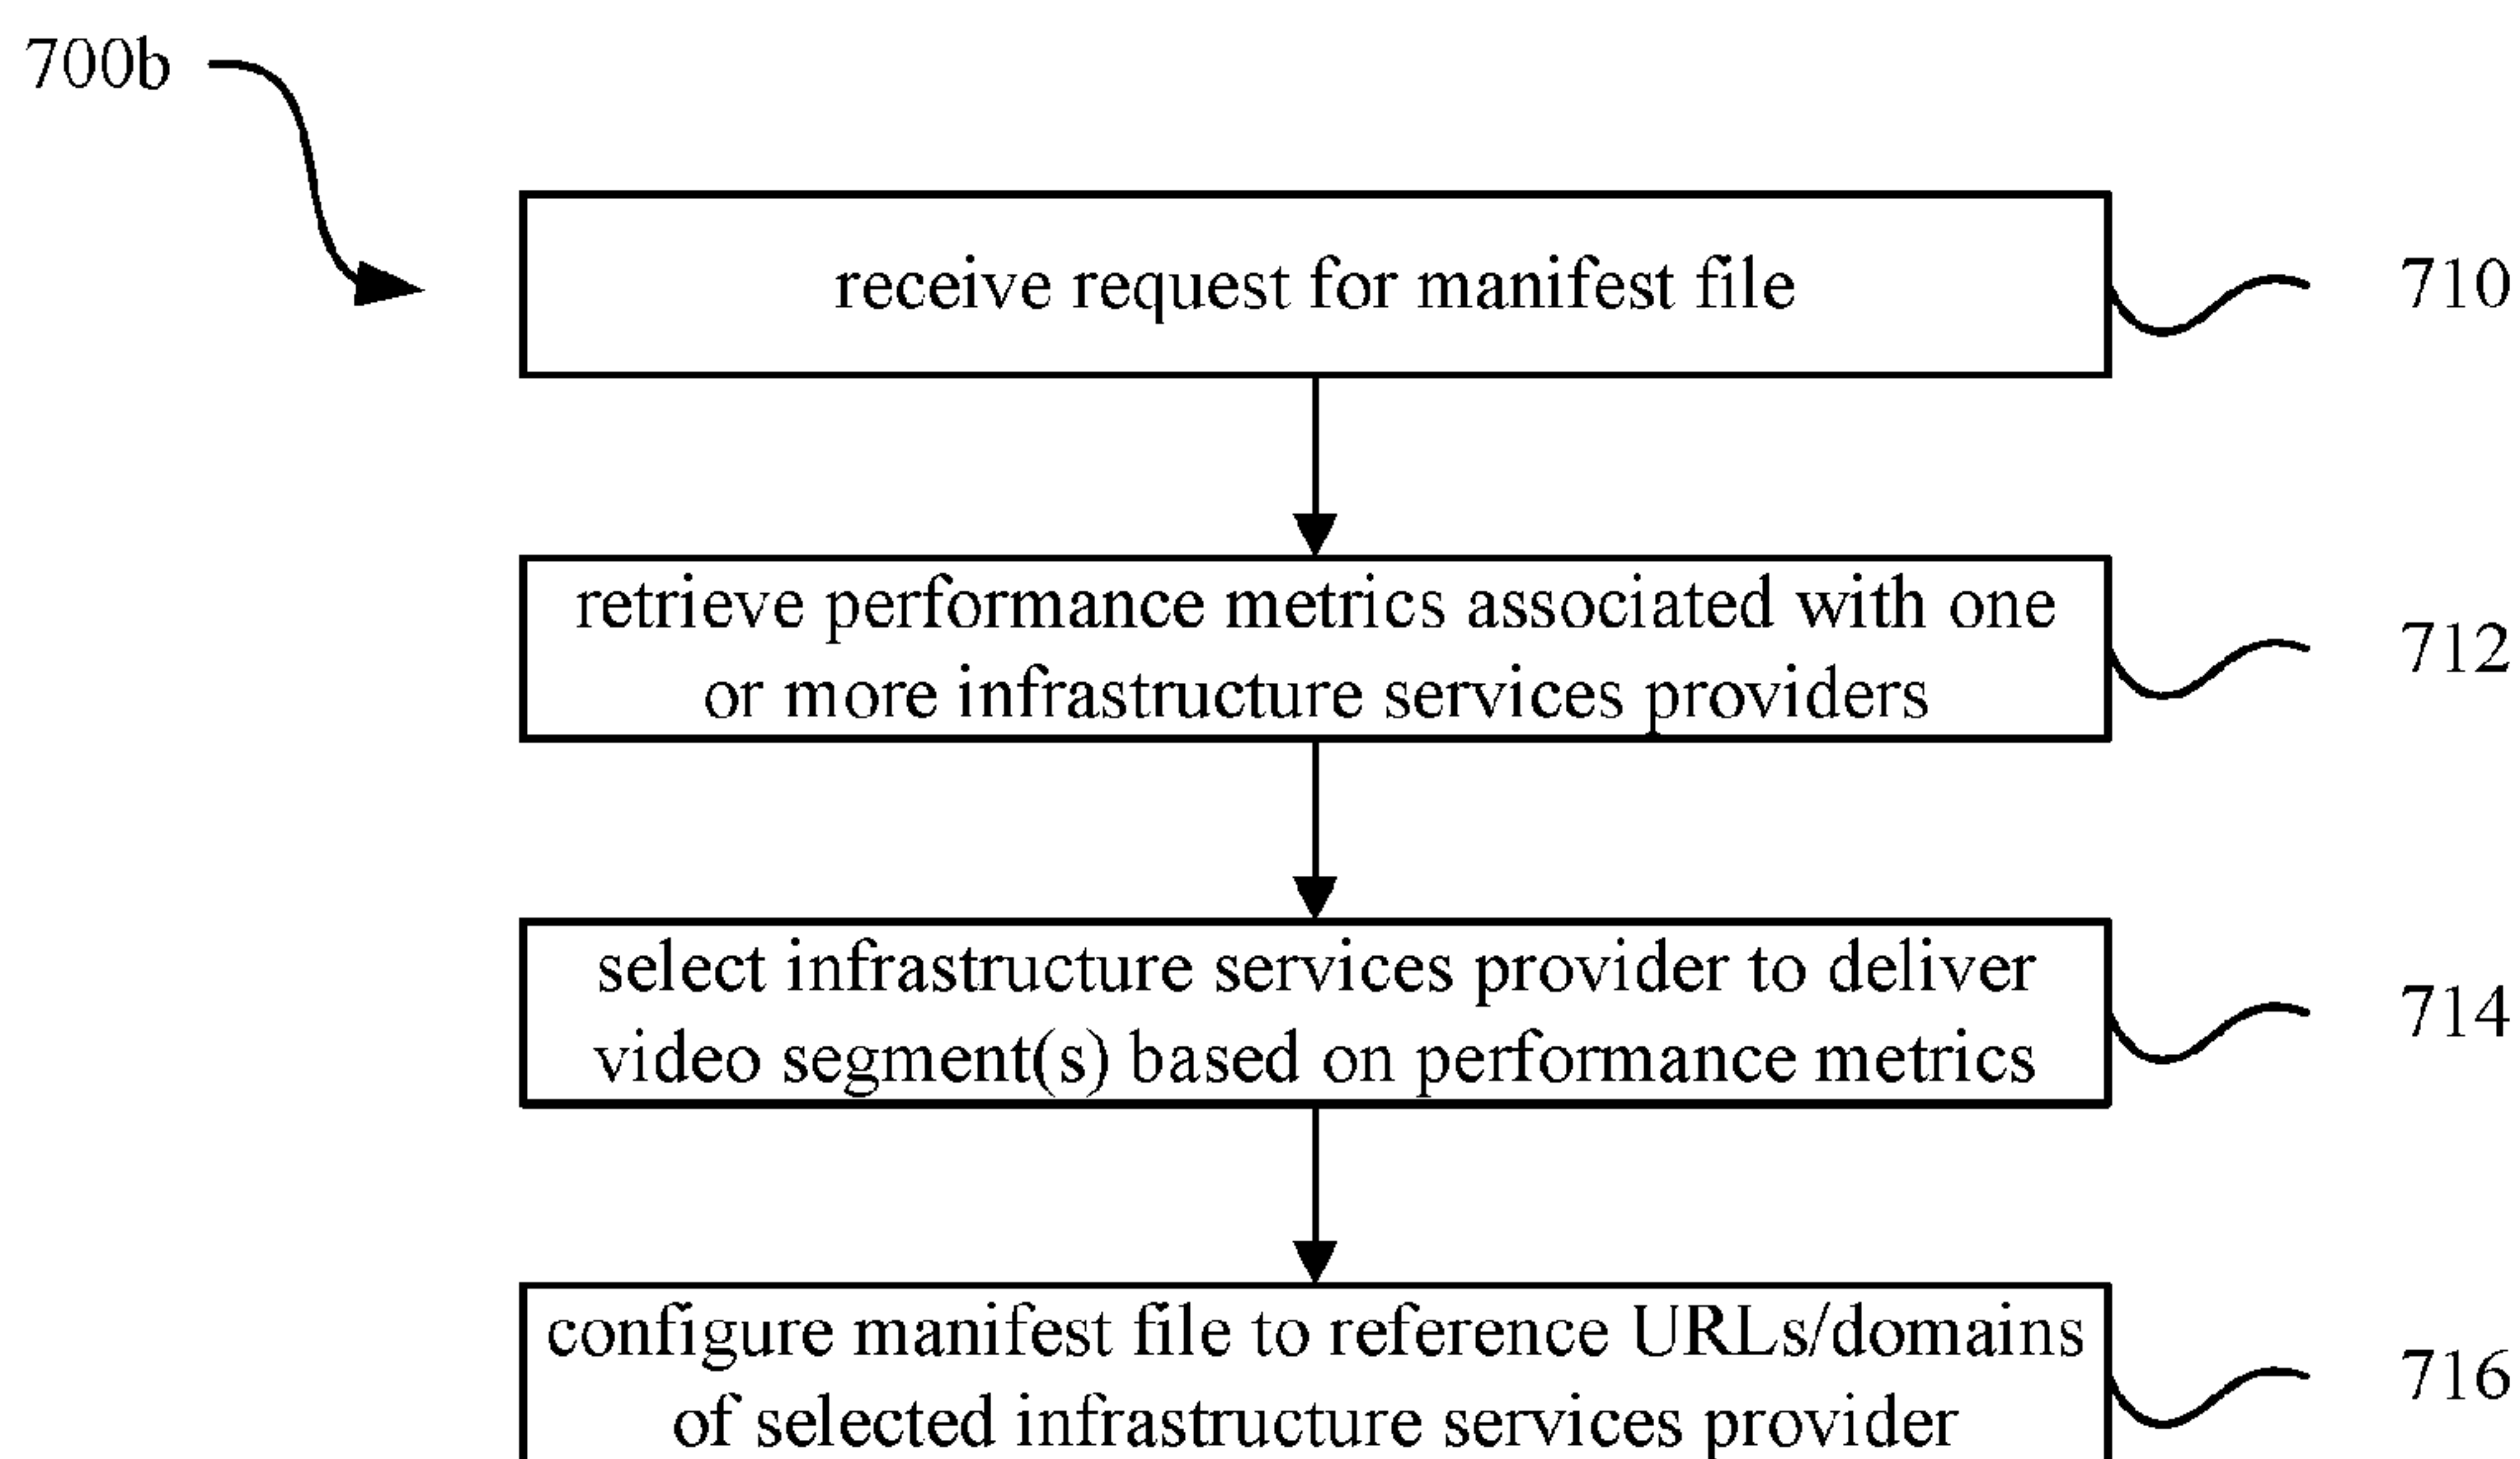 700b
receive request for manifest file
710
retrieve performance metrics associated with one
or more infrastructure services providers
712
select infrastructure services provider to deliver
video segment(s) based on performance metrics
714
configure manifest file to reference URLs/domains
of selected infrastructure services provider
716